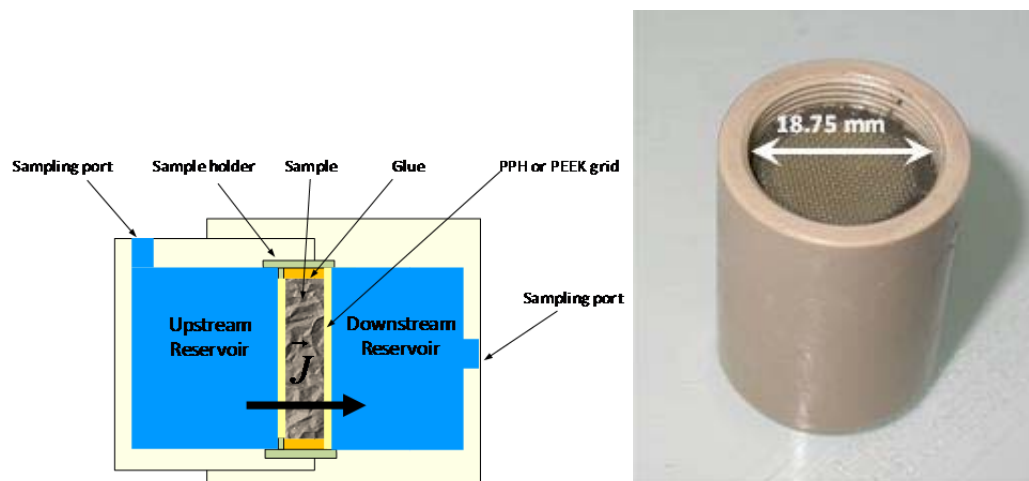 Sampling port
Sample holder
Sample
Glue
PPH or PEEK grid
18.75 mm
Upstream
Reservoir
J
Downstream
Reservoir
Sampling port